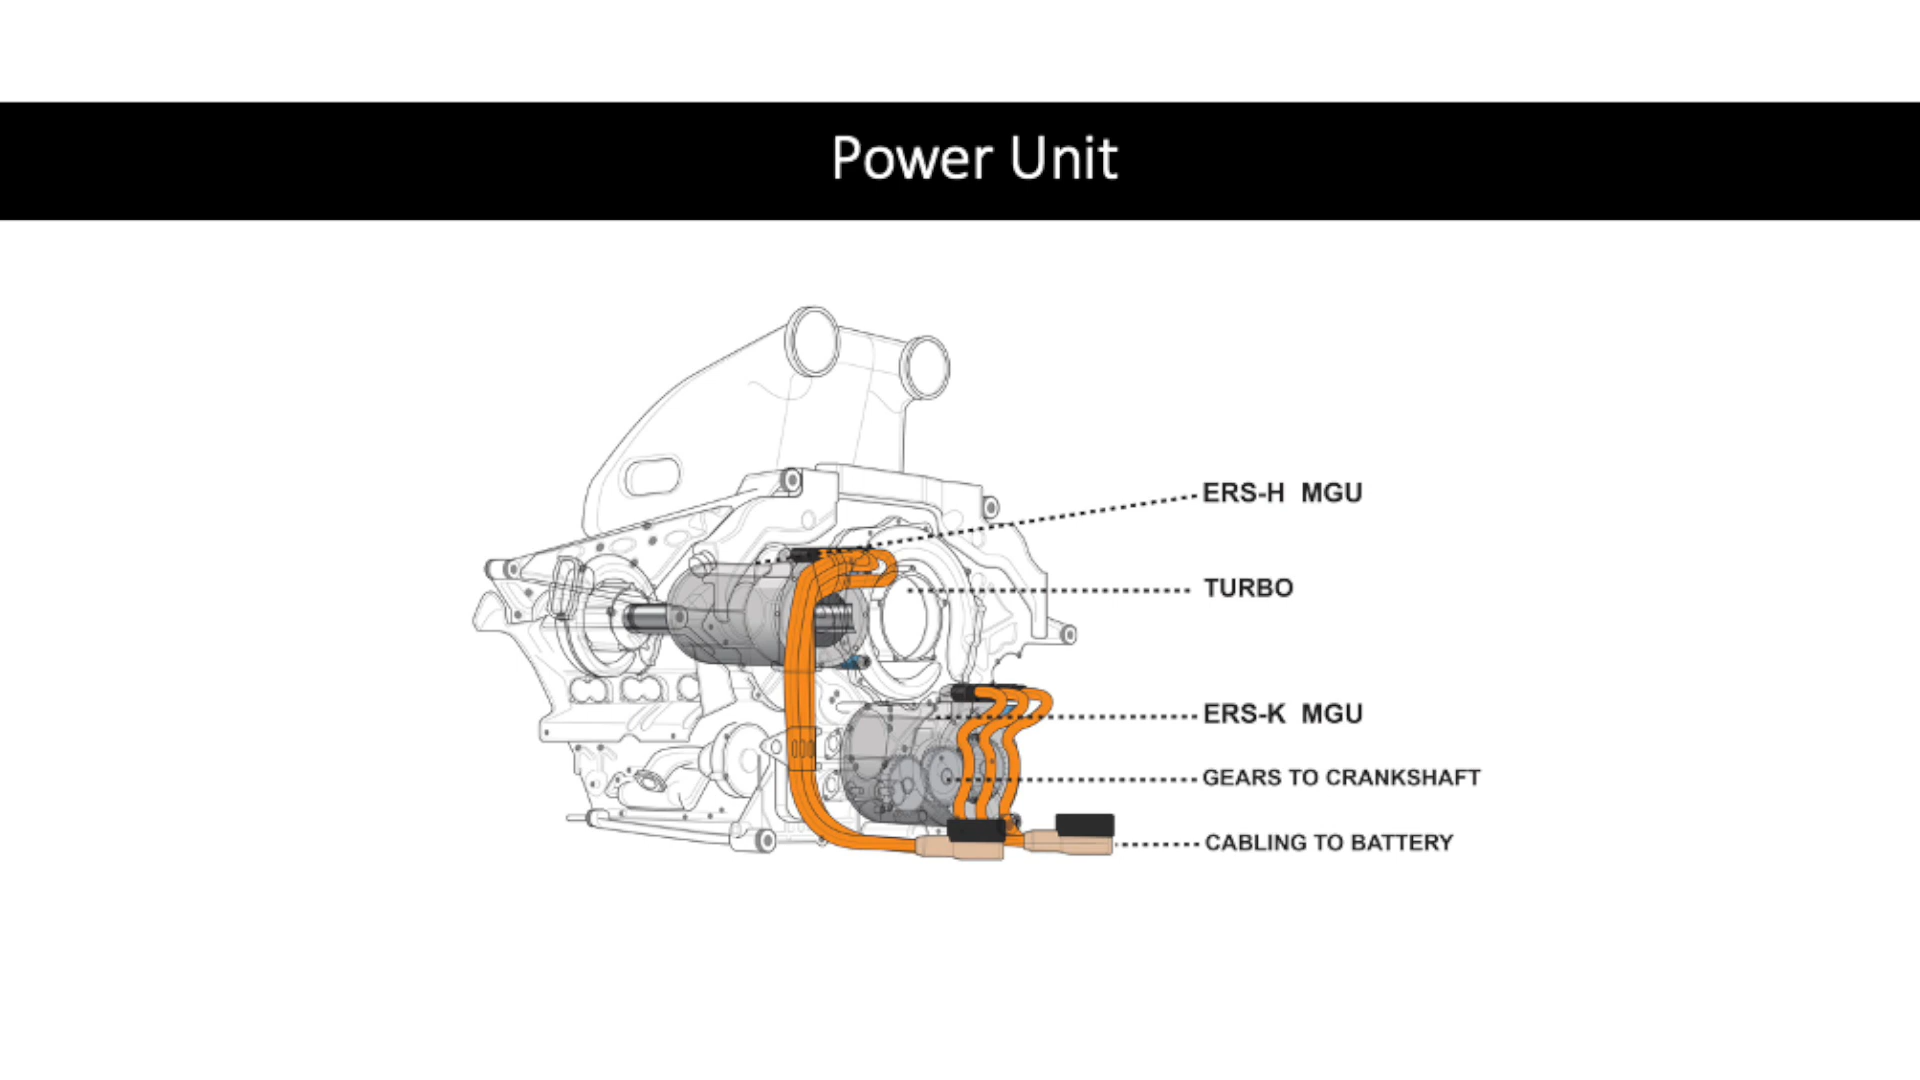 Power Unit
ERS-H MGU
TURBO
ERS-K MGU
GEARS TO CRANKSHAFT
CABLING TO BATTERY